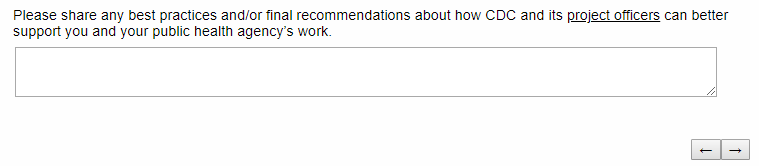 Please share any best practices and/or final recommendations about how CDC and its project officers can better
support you and your public health agency's work.
← →